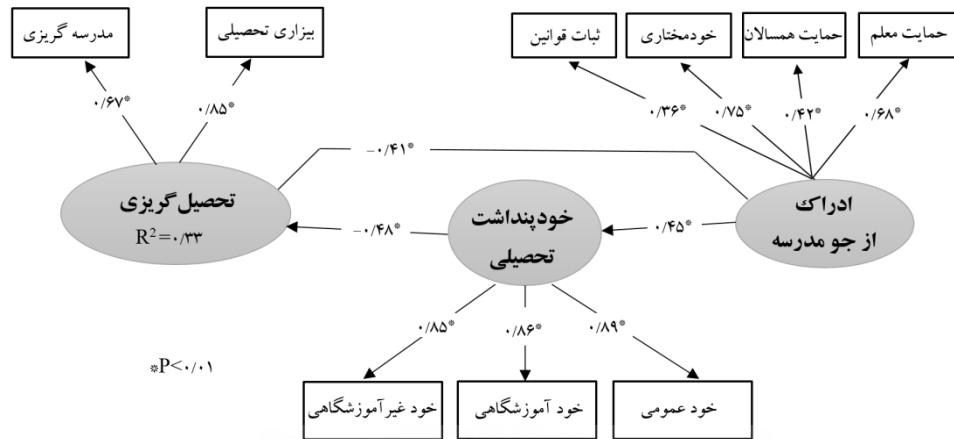 حمایت معلم
حمایت همسالان
خودمختاری
ثبات قوانین
بیزاری تحصیلی
مدرسه گریزی
۰/۶۸*
۰/۴۲*
۰/۷۵*
۰/۳۶*
۰/۸۵*
۰/۶۷*
−۰/۴۱*
ادراک
از جو مدرسه
۰/۴۵*
خودپنداشت
تحصیلی
−۰/۴۸*
تحصیل‌گریزی
R²=۰/۳۳
۰/۸۹*
۰/۸۶*
۰/۸۵*
خود عمومی
خود آموزشگاهی
خود غیرآموزشگاهی
*P<۰/۰۱